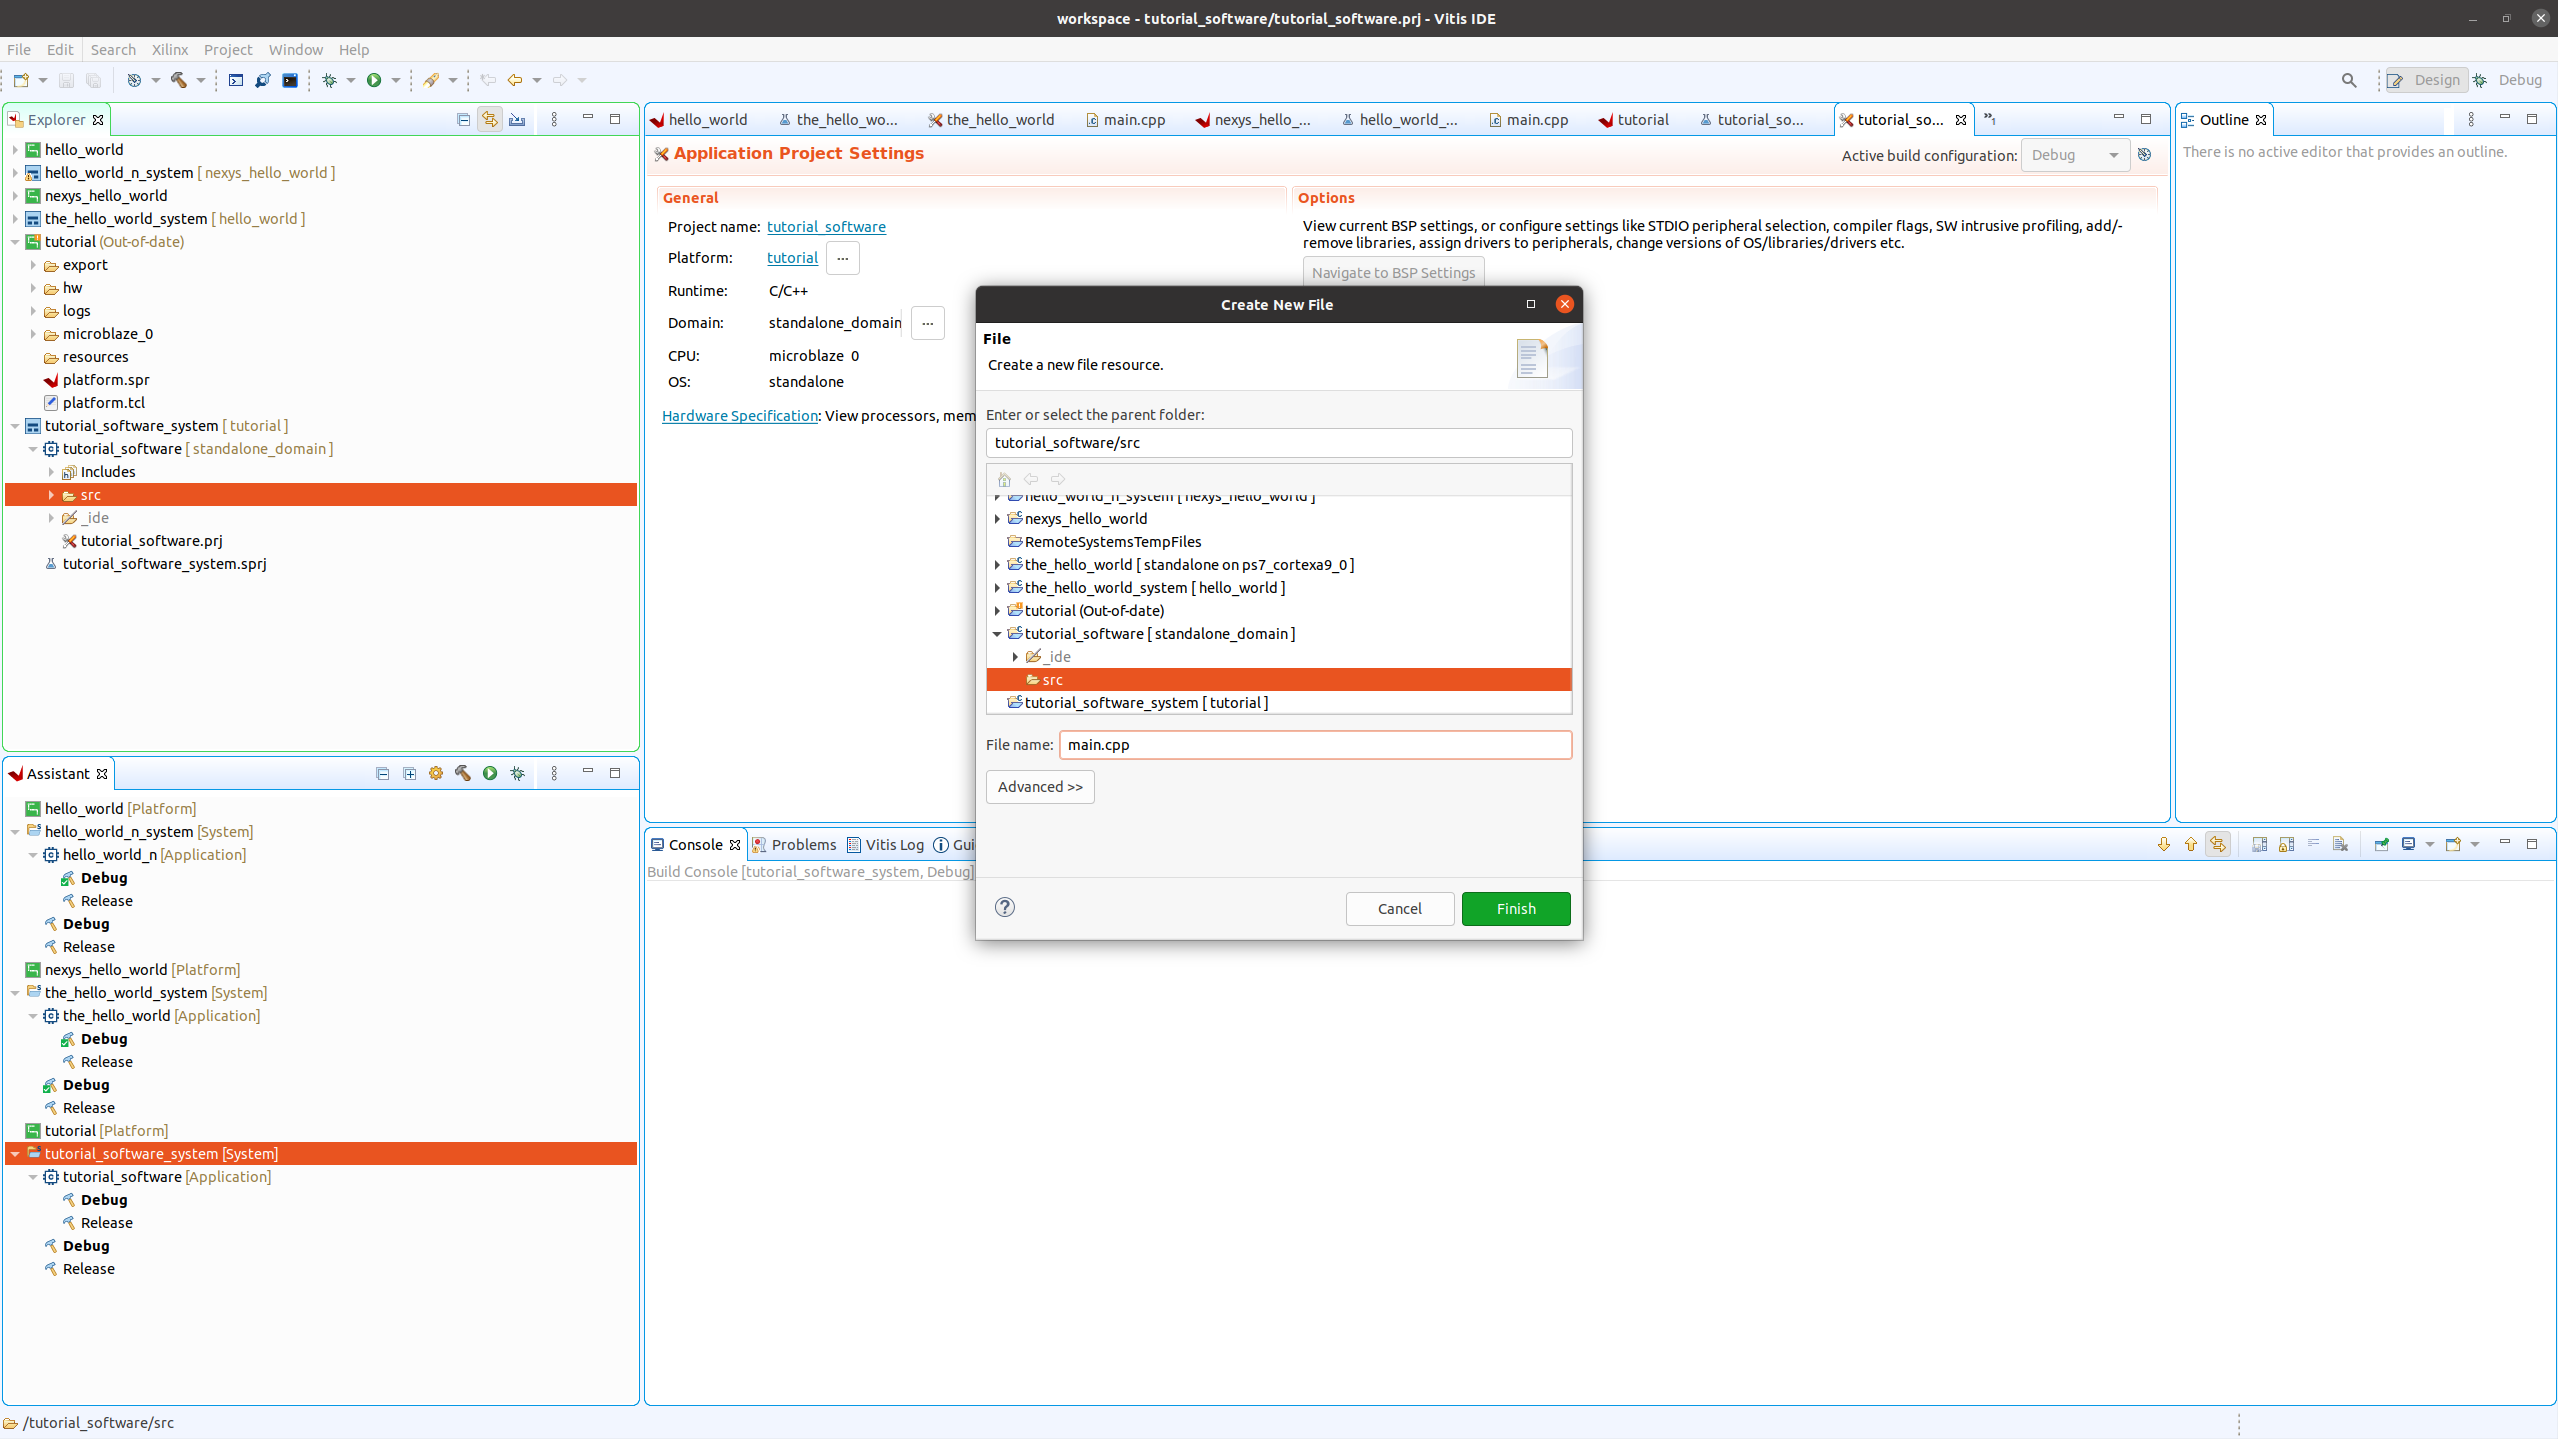 workspace - tutorial_software/tutorial_software.prj - Vitis IDE
File Edit Search Xilinx Project Window Help
Design Debug
Explorer
hello_world
hello_world_n_system [ nexys_hello_world ]
nexys_hello_world
the_hello_world_system [ hello_world ]
tutorial (Out-of-date)
export
hw
logs
microblaze_0
resources
platform.spr
platform.tcl
tutorial_software_system [ tutorial ]
tutorial_software [ standalone_domain ]
Includes
src
_ide
tutorial_software.prj
tutorial_software_system.sprj
Assistant
hello_world [Platform]
hello_world_n_system [System]
hello_world_n [Application]
Debug
Release
Debug
Release
nexys_hello_world [Platform]
the_hello_world_system [System]
the_hello_world [Application]
Debug
Release
Debug
Release
tutorial [Platform]
tutorial_software_system [System]
tutorial_software [Application]
Debug
Release
Debug
Release
hello_world the_hello_wo... the_hello_world main.cpp nexys_hello_... hello_world_... main.cpp tutorial tutorial_so... tutorial_so... »1
Application Project Settings
Active build configuration: Debug
General
Project name: tutorial_software
Platform: tutorial ...
Runtime: C/C++
Domain: standalone_domain ...
CPU: microblaze_0
OS: standalone
Hardware Specification: View processors, mem
Options
View current BSP settings, or configure settings like STDIO peripheral selection, compiler flags, SW intrusive profiling, add/-
remove libraries, assign drivers to peripherals, change versions of OS/libraries/drivers etc.
Navigate to BSP Settings
Outline
There is no active editor that provides an outline.
Create New File
File
Create a new file resource.
Enter or select the parent folder:
tutorial_software/src
hello_world_n_system [ nexys_hello_world ]
nexys_hello_world
RemoteSystemsTempFiles
the_hello_world [ standalone on ps7_cortexa9_0 ]
the_hello_world_system [ hello_world ]
tutorial (Out-of-date)
tutorial_software [ standalone_domain ]
_ide
src
tutorial_software_system [ tutorial ]
File name: main.cpp
Advanced >>
? Cancel Finish
Console Problems Vitis Log Gui
Build Console [tutorial_software_system, Debug]
/tutorial_software/src